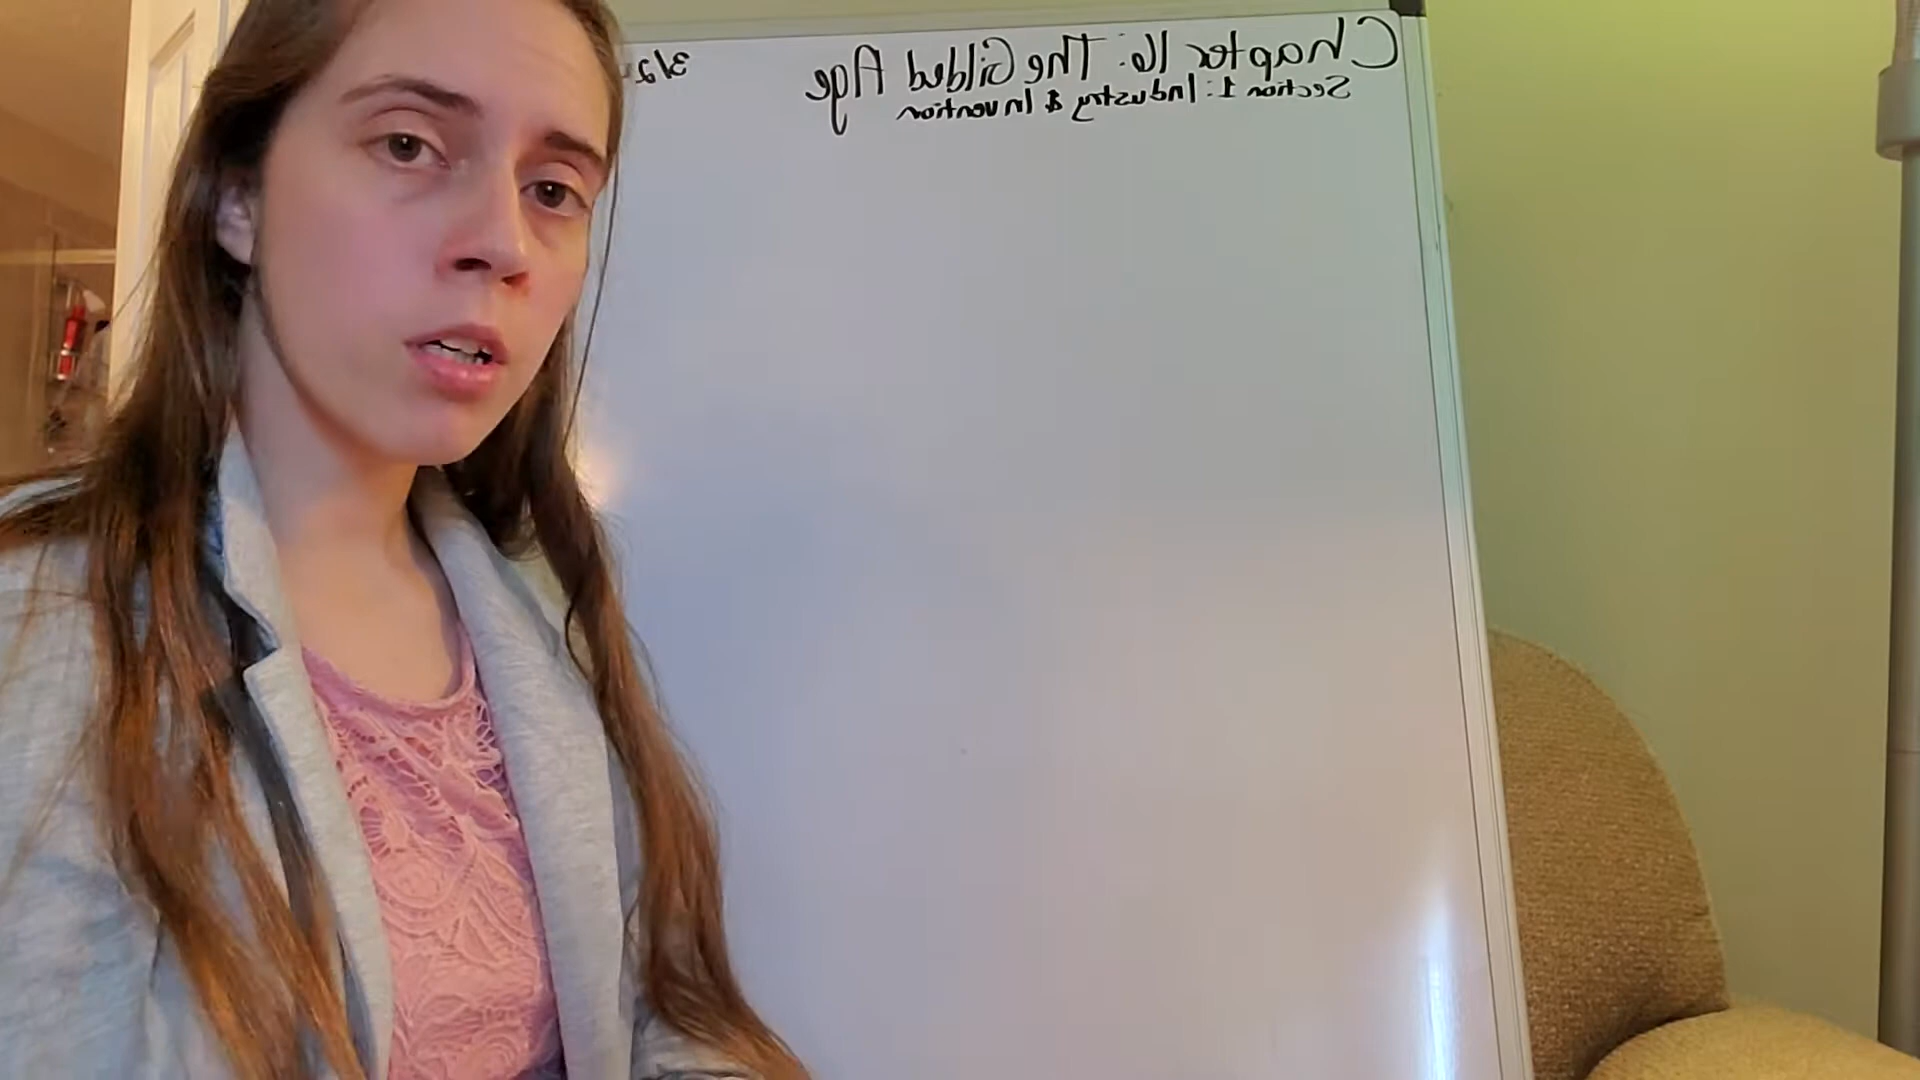 Chapter 16: The Gilded Age
Section 1: Industry & Invention